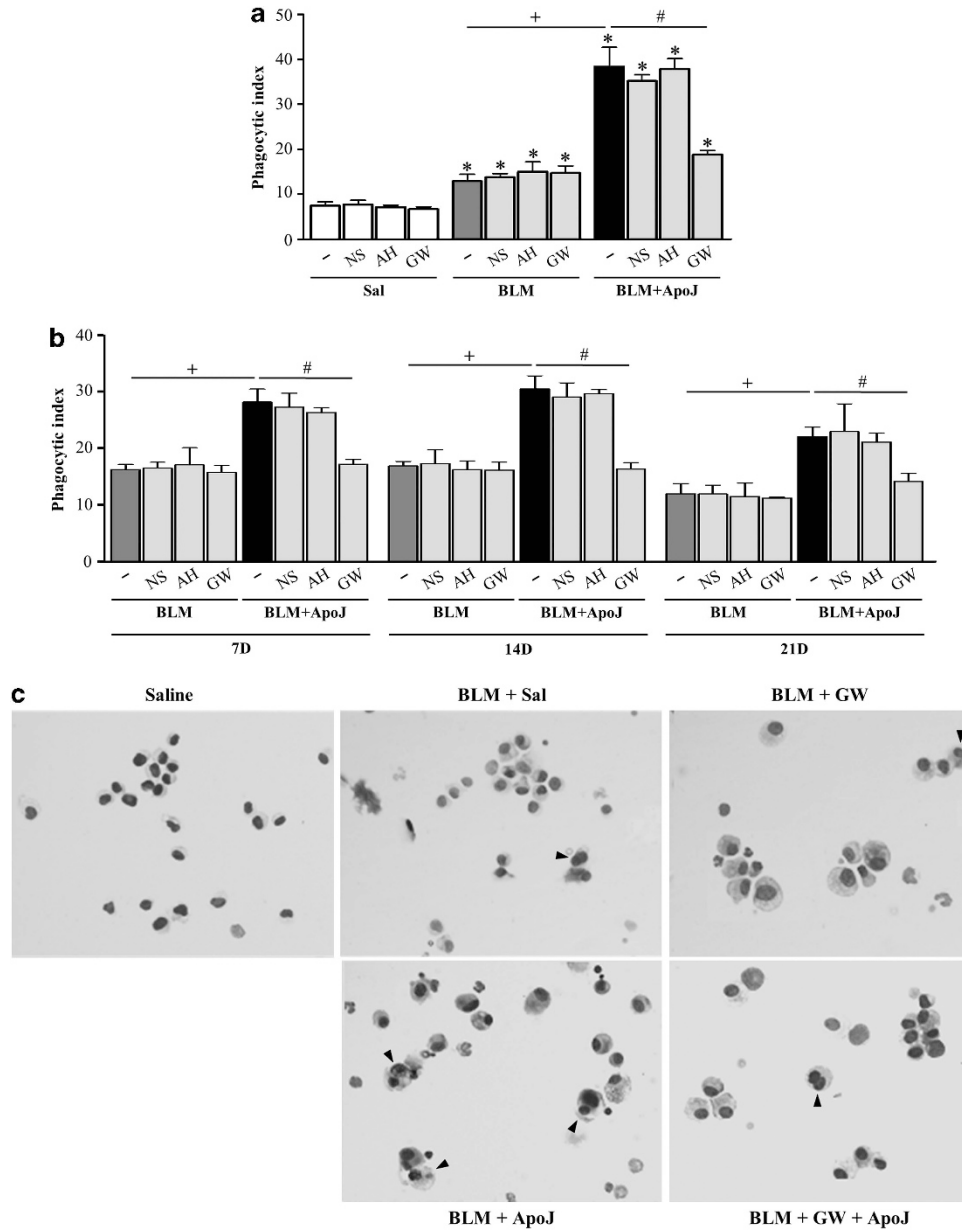 a
Phagocytic index
50
40
30
20
10
0
+
#
* * * * * * * *
- NS AH GW - NS AH GW - NS AH GW
Sal BLM BLM+ApoJ
b
Phagocytic index
40
30
20
10
0
+ # + # + #
- NS AH GW - NS AH GW - NS AH GW - NS AH GW - NS AH GW - NS AH GW
BLM BLM+ApoJ BLM BLM+ApoJ BLM BLM+ApoJ
7D 14D 21D
c
Saline BLM + Sal BLM + GW
BLM + ApoJ BLM + GW + ApoJ